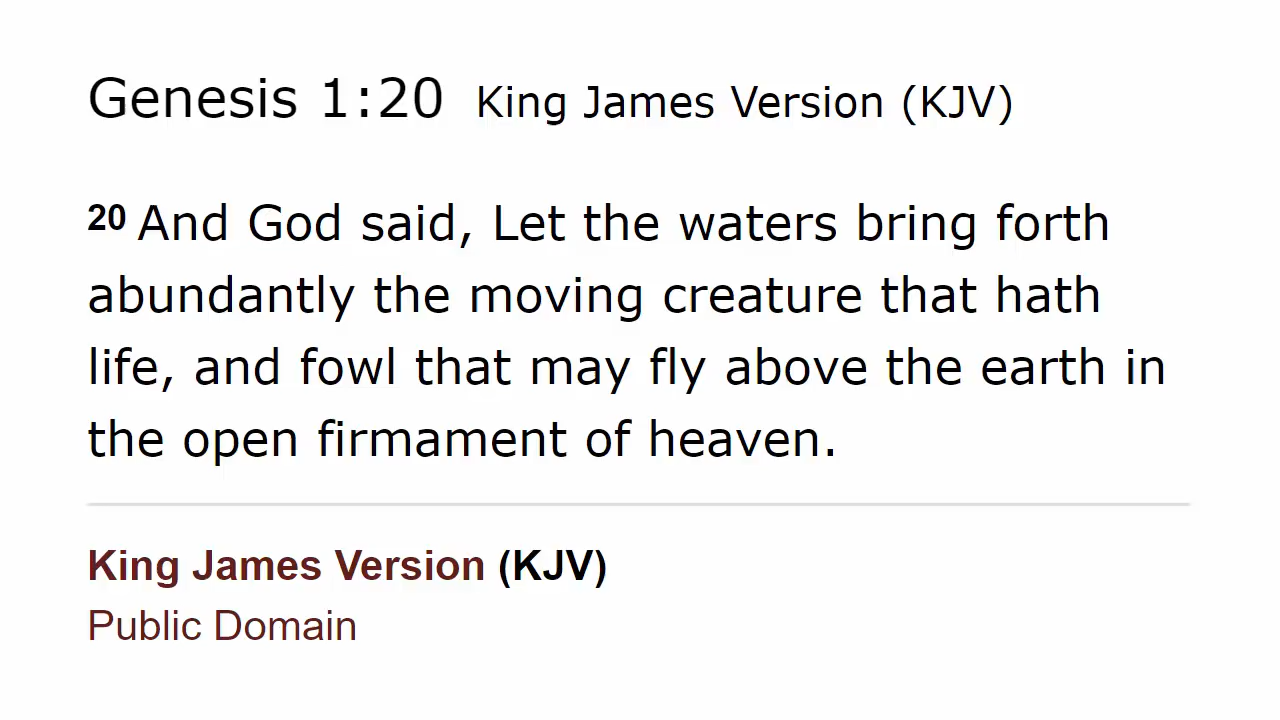 Genesis 1:20 King James Version (KJV)
20 And God said, Let the waters bring forth
abundantly the moving creature that hath
life, and fowl that may fly above the earth in
the open firmament of heaven.
King James Version (KJV)
Public Domain